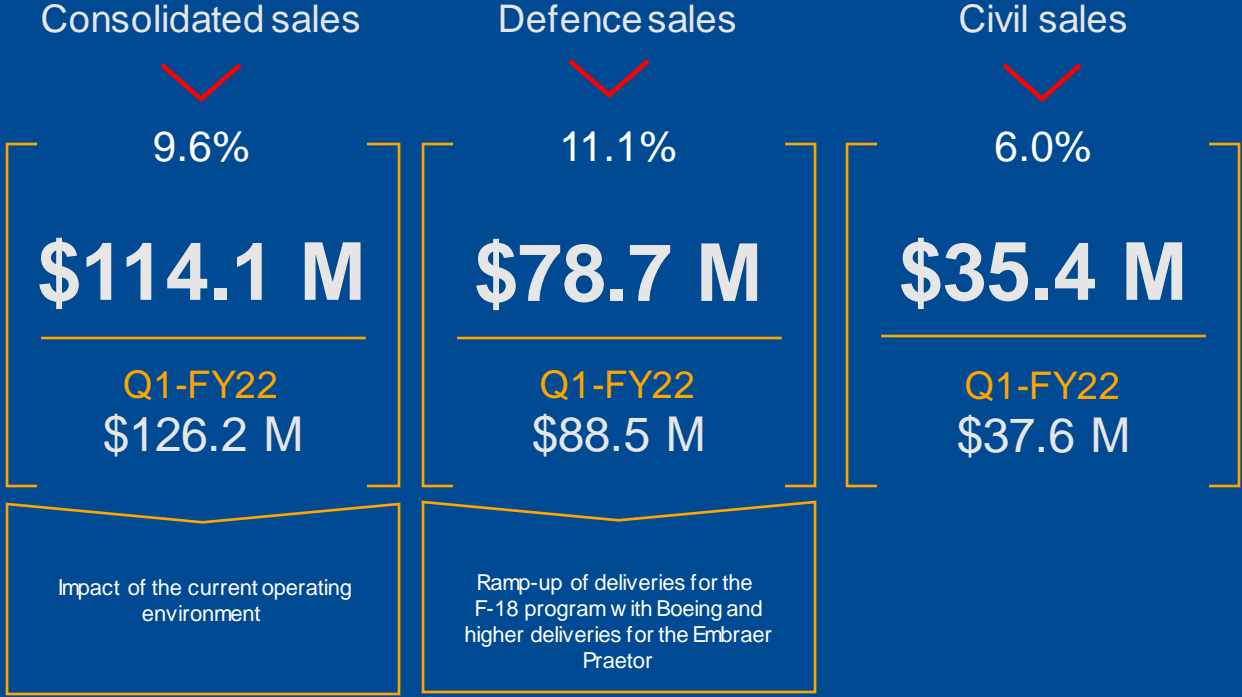 Consolidated sales
9.6%
$114.1 M
Q1-FY22
$126.2 M
Impact of the current operating
environment
Defence sales
11.1%
$78.7 M
Q1-FY22
$88.5 M
Ramp-up of deliveries for the
F-18 program with Boeing and
higher deliveries for the Embraer
Praetor
Civil sales
6.0%
$35.4 M
Q1-FY22
$37.6 M